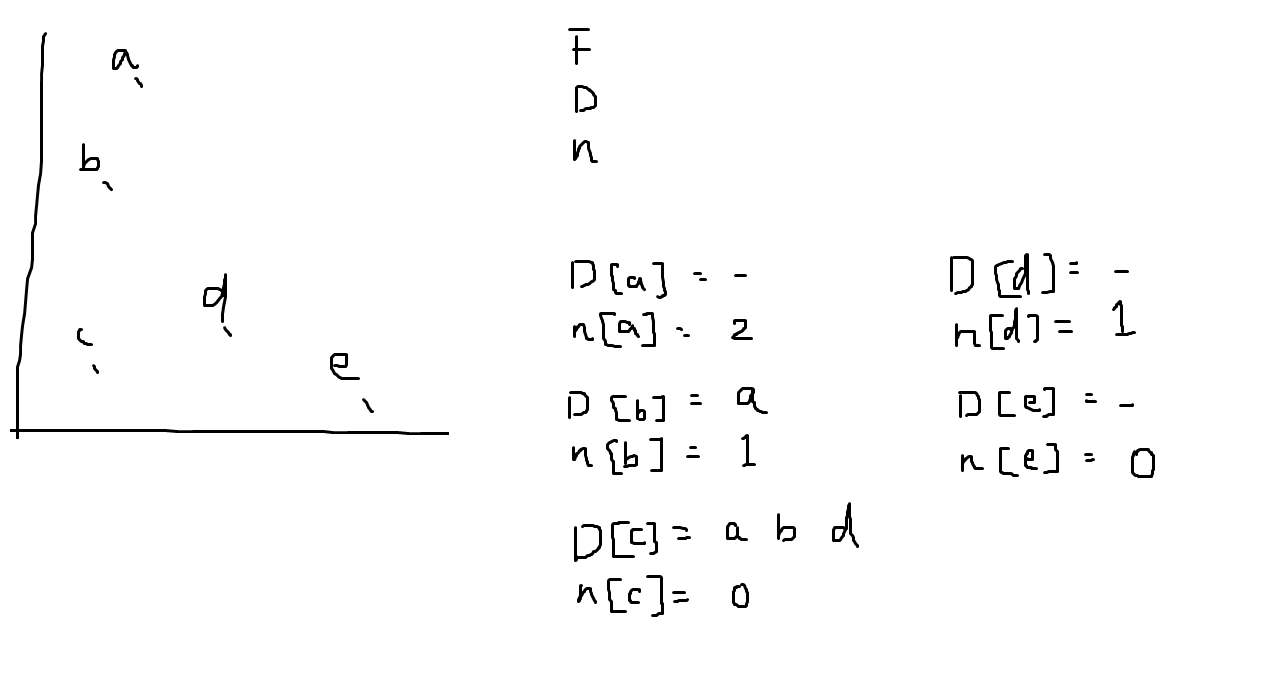 a
b
d
c
e
F
D
n
D[a] = -
n[a] = 2
D[b] = a
n[b] = 1
D[c] = a b d
n[c] = 0
D[d] = -
n[d] = 1
D[e] = -
n[e] = 0